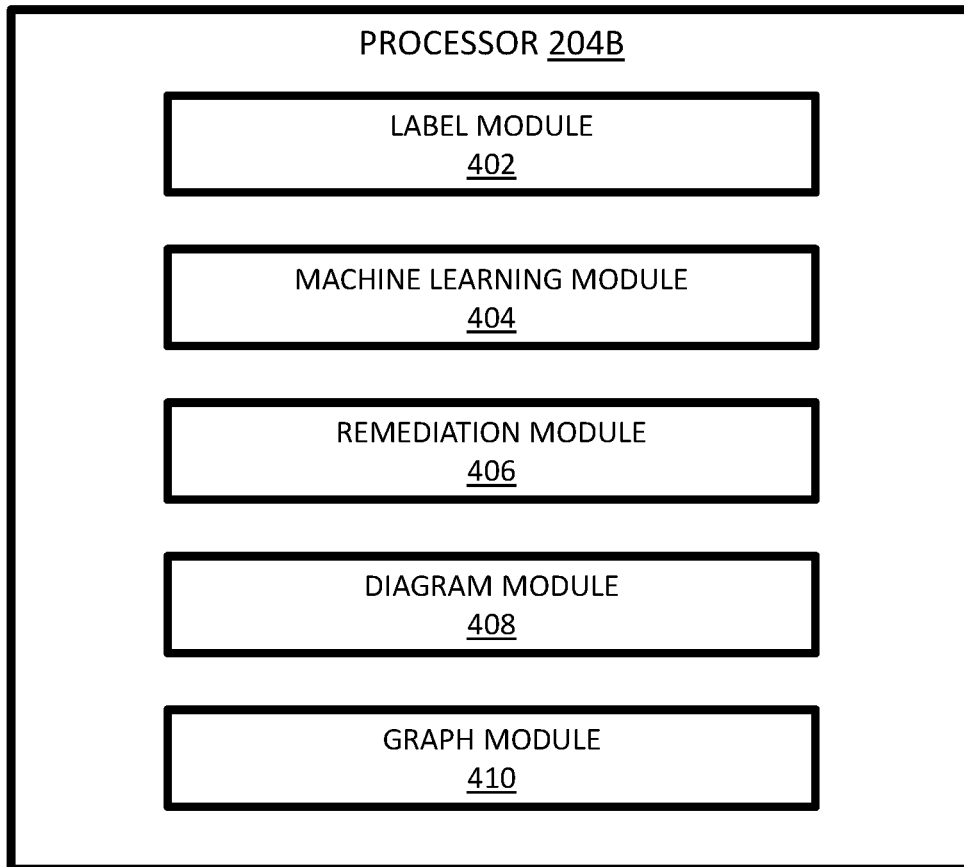 PROCESSOR 204B
LABEL MODULE
402
MACHINE LEARNING MODULE
404
REMEDIATION MODULE
406
DIAGRAM MODULE
408
GRAPH MODULE
410